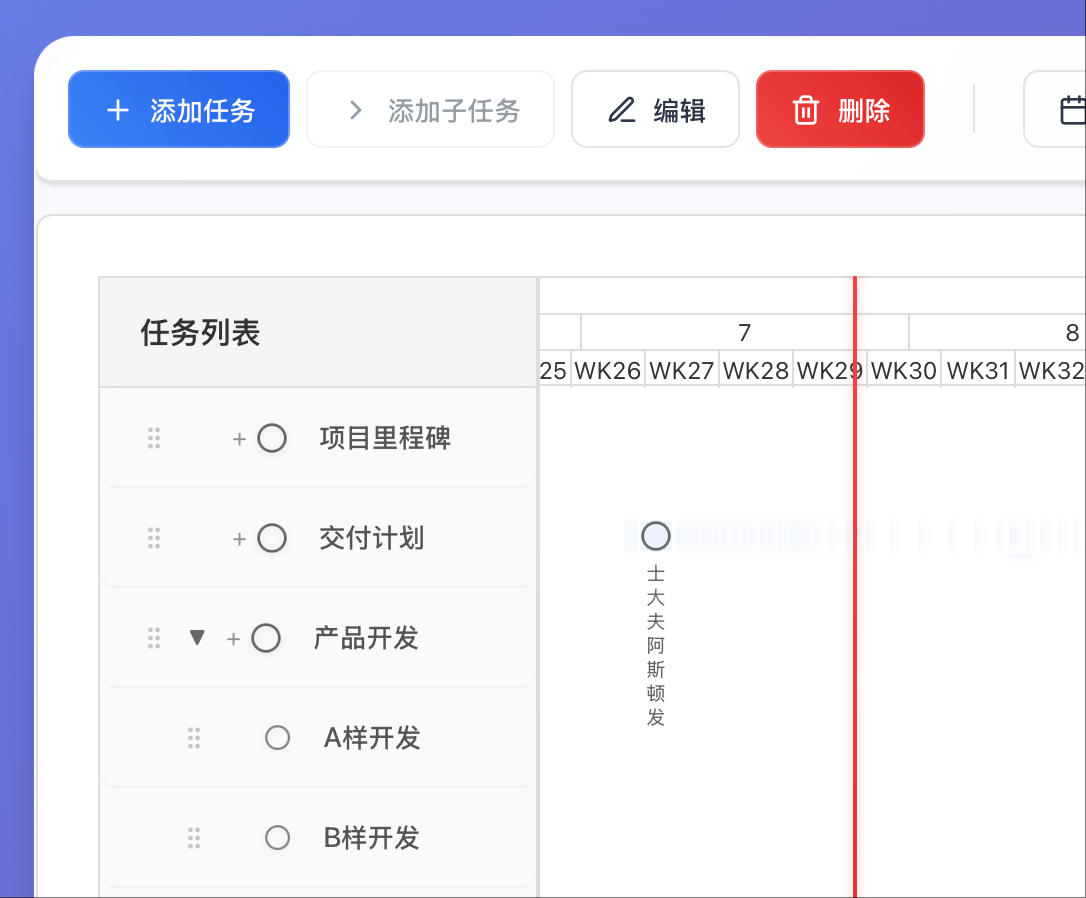 + 添加任务
> 添加子任务
编辑
删除
任务列表
7
8
25
WK26
WK27
WK28
WK29
WK30
WK31
WK32
+ 项目里程碑
+ 交付计划
士大夫阿斯顿发
▼ + 产品开发
A样开发
B样开发